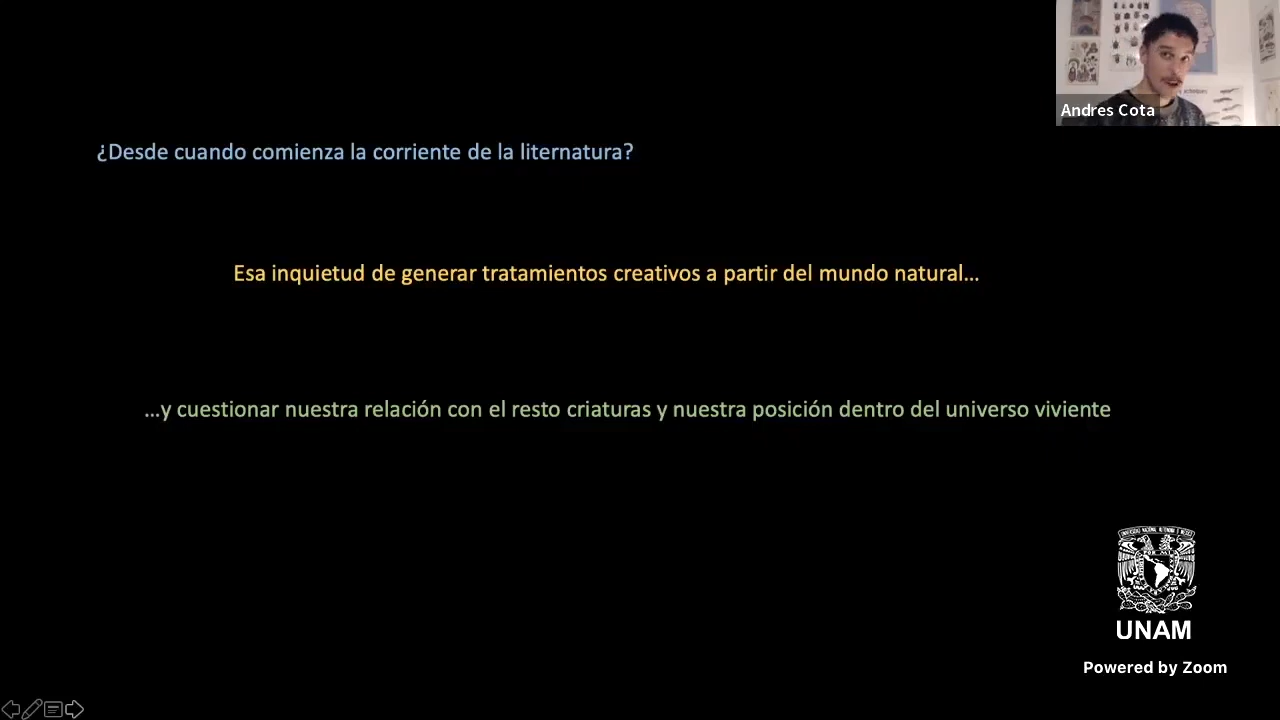 Andres Cota
¿Desde cuando comienza la corriente de la liternatura?
Esa inquietud de generar tratamientos creativos a partir del mundo natural...
...y cuestionar nuestra relación con el resto criaturas y nuestra posición dentro del universo viviente
UNAM
Powered by Zoom